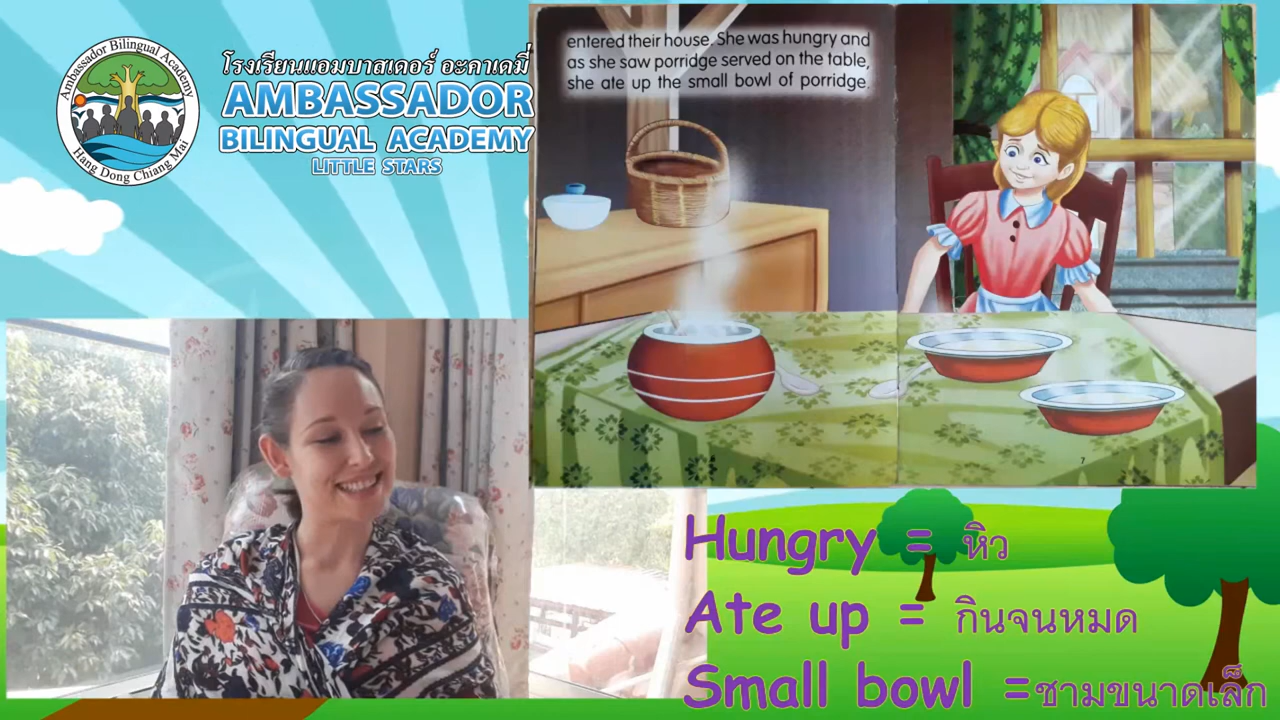 Ambassador Bilingual Academy
Hang Dong Chiang Mai
โรงเรียนแอมบาสเดอร์ อะคาเดมี่
AMBASSADOR
BILINGUAL ACADEMY
LITTLE STARS
entered their house. She was hungry and
as she saw porridge served on the table,
she ate up the small bowl of porridge.
7
Hungry = หิว
Ate up = กินจนหมด
Small bowl =ชามขนาดเล็ก